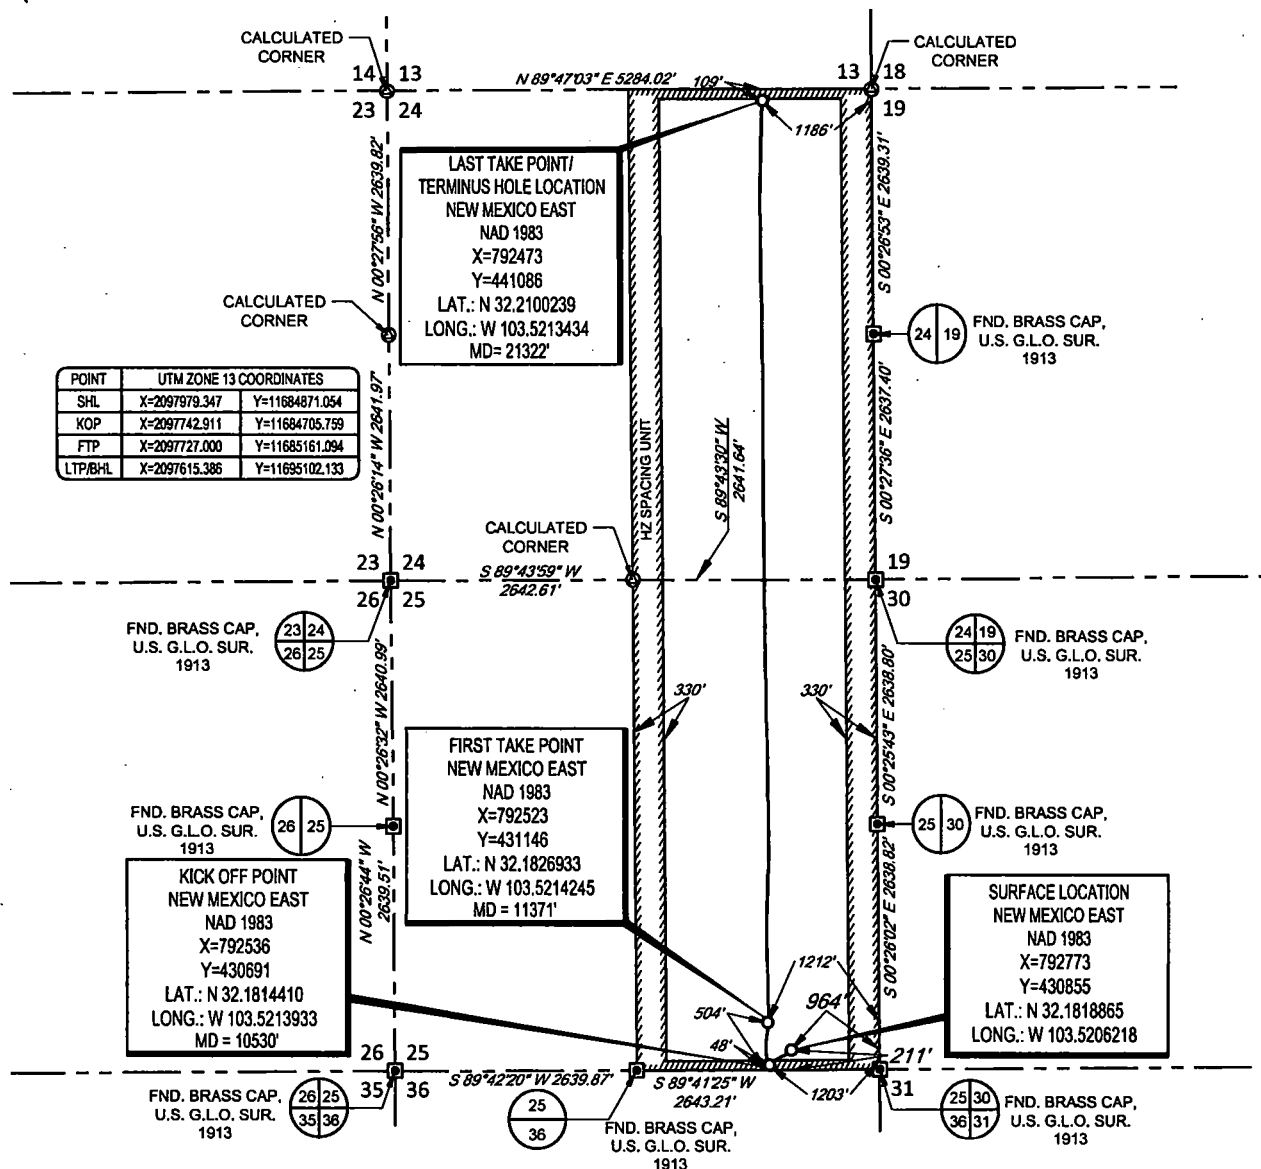 CALCULATED
CORNER
14 13
23 24
N 89°47'03" E 5284.02'
109'
13 18
19
CALCULATED
CORNER
1186'
N 00°27'56" W 2639.82'
LAST TAKE POINT/
TERMINUS HOLE LOCATION
NEW MEXICO EAST
NAD 1983
X=792473
Y=441086
LAT.: N 32.2100239
LONG.: W 103.5213434
MD= 21322'
S 00°26'53" E 2639.31'
CALCULATED
CORNER
24 19
FND. BRASS CAP,
U.S. G.L.O. SUR.
1913
POINT UTM ZONE 13 COORDINATES
SHL X=2097979.347 Y=11684871.054
KOP X=2097742.911 Y=11684705.759
FTP X=2097727.000 Y=11685161.094
LTP/BHL X=2097615.386 Y=11695102.133
N 00°26'14" W 2641.97'
HZ SPACING UNIT
S 89°43'30" W
2641.64'
S 00°27'36" E 2637.40'
CALCULATED
CORNER
23 24
26 25
S 89°43'59" W
2642.61'
19
30
FND. BRASS CAP,
U.S. G.L.O. SUR.
1913
23 24
26 25
24 19
25 30
FND. BRASS CAP,
U.S. G.L.O. SUR.
1913
N 00°26'32" W 2640.99'
330'
330'
S 00°25'43" E 2638.80'
FIRST TAKE POINT
NEW MEXICO EAST
NAD 1983
X=792523
Y=431146
LAT.: N 32.1826933
LONG.: W 103.5214245
MD = 11371'
FND. BRASS CAP,
U.S. G.L.O. SUR.
1913
26 25
25 30
FND. BRASS CAP,
U.S. G.L.O. SUR.
1913
N 00°26'44" W
2639.51'
S 00°26'02" E 2638.82'
KICK OFF POINT
NEW MEXICO EAST
NAD 1983
X=792536
Y=430691
LAT.: N 32.1814410
LONG.: W 103.5213933
MD = 10530'
SURFACE LOCATION
NEW MEXICO EAST
NAD 1983
X=792773
Y=430855
LAT.: N 32.1818865
LONG.: W 103.5206218
1212'
964'
504'
48'
211'
26 25
35 36
S 89°42'20" W 2639.87'
S 89°41'25" W
2643.21'
1203'
31
FND. BRASS CAP,
U.S. G.L.O. SUR.
1913
26 25
35 36
25
36
FND. BRASS CAP,
U.S. G.L.O. SUR.
1913
25 30
36 31
FND. BRASS CAP,
U.S. G.L.O. SUR.
1913